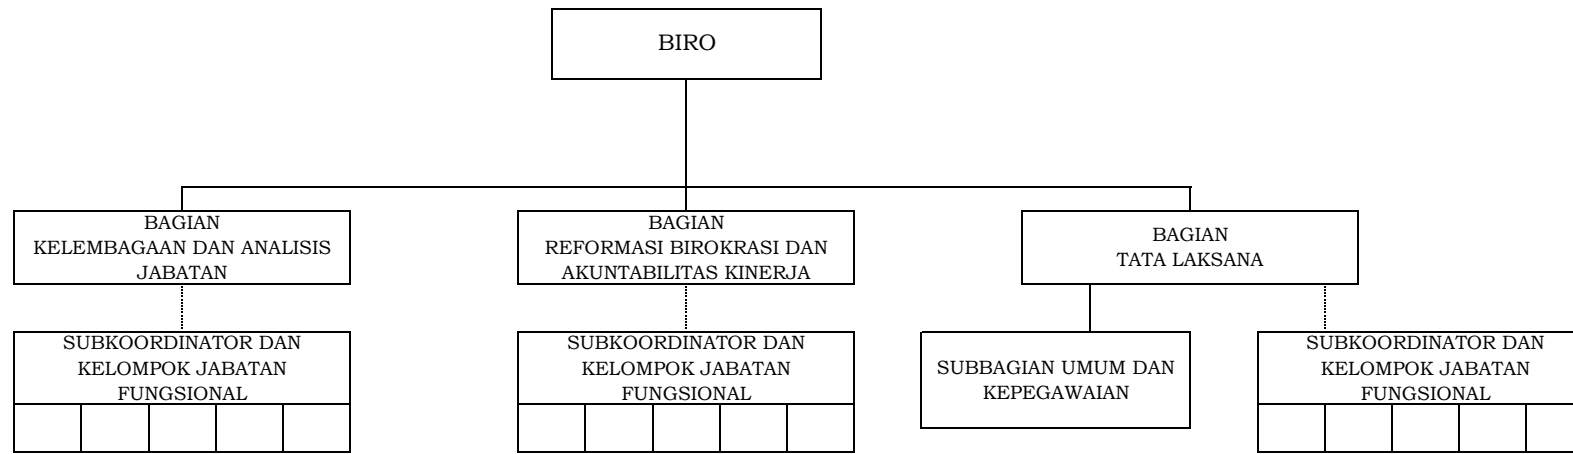 BIRO
BAGIAN
KELEMBAGAAN DAN ANALISIS
JABATAN
BAGIAN
REFORMASI BIROKRASI DAN
AKUNTABILITAS KINERJA
BAGIAN
TATA LAKSANA
SUBKOORDINATOR DAN
KELOMPOK JABATAN
FUNGSIONAL
SUBKOORDINATOR DAN
KELOMPOK JABATAN
FUNGSIONAL
SUBBAGIAN UMUM DAN
KEPEGAWAIAN
SUBKOORDINATOR DAN
KELOMPOK JABATAN
FUNGSIONAL